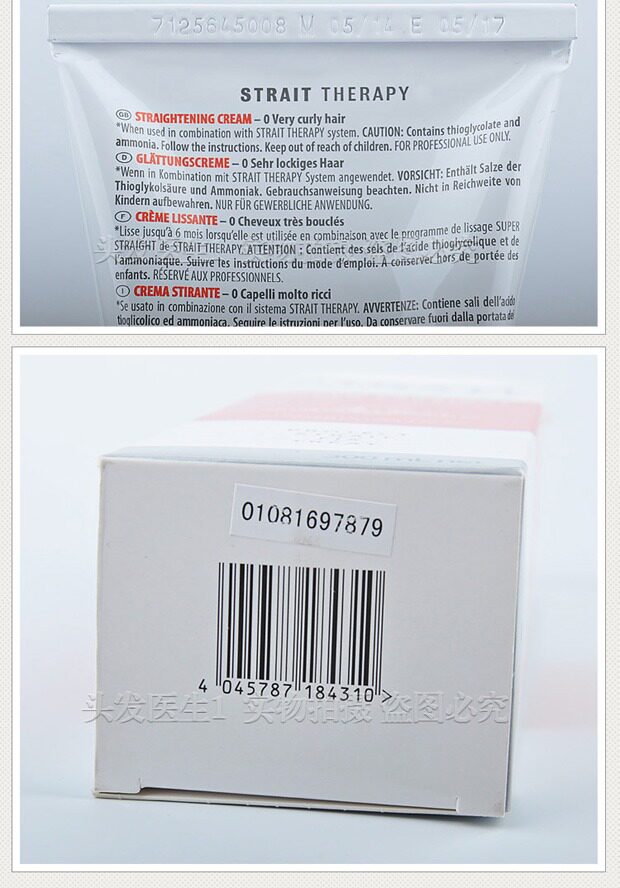 7125645008 M 05/14 E 05/17
STRAIT THERAPY
GB STRAIGHTENING CREAM – 0 Very curly hair
*When used in combination with STRAIT THERAPY system. CAUTION: Contains thioglycolate and
ammonia. Follow the instructions. Keep out of reach of children. FOR PROFESSIONAL USE ONLY.
D GLÄTTUNGSCREME – 0 Sehr lockiges Haar
*Wenn in Kombination mit STRAIT THERAPY System angewendet. VORSICHT: Enthält Salze der
Thioglykolsäure und Ammoniak. Gebrauchsanweisung beachten. Nicht in Reichweite von
Kindern aufbewahren. NUR FÜR GEWERBLICHE ANWENDUNG.
F CRÈME LISSANTE – 0 Cheveux très bouclés
*Lisse jusqu'à 6 mois lorsqu'elle est utilisée en combinaison avec le programme de lissage SUPER
STRAIGHT de STRAIT THERAPY. ATTENTION : Contient des sels de l'acide thioglycolique et de
l'ammoniaque. Suivre les instructions du mode d'emploi. A conserver hors de portée des
enfants. RÉSERVÉ AUX PROFESSIONNELS.
I CREMA STIRANTE – 0 Capelli molto ricci
*Se usato in combinazione con il sistema STRAIT THERAPY. AVVERTENZE: Contiene sali dell'acido
tioglicolico ed ammoniaca. Seguire le istruzioni per l'uso. Da conservare fuori dalla portata dei
01081697879
4 045787 184310 >
头发医生1 实物拍摄 盗图必究